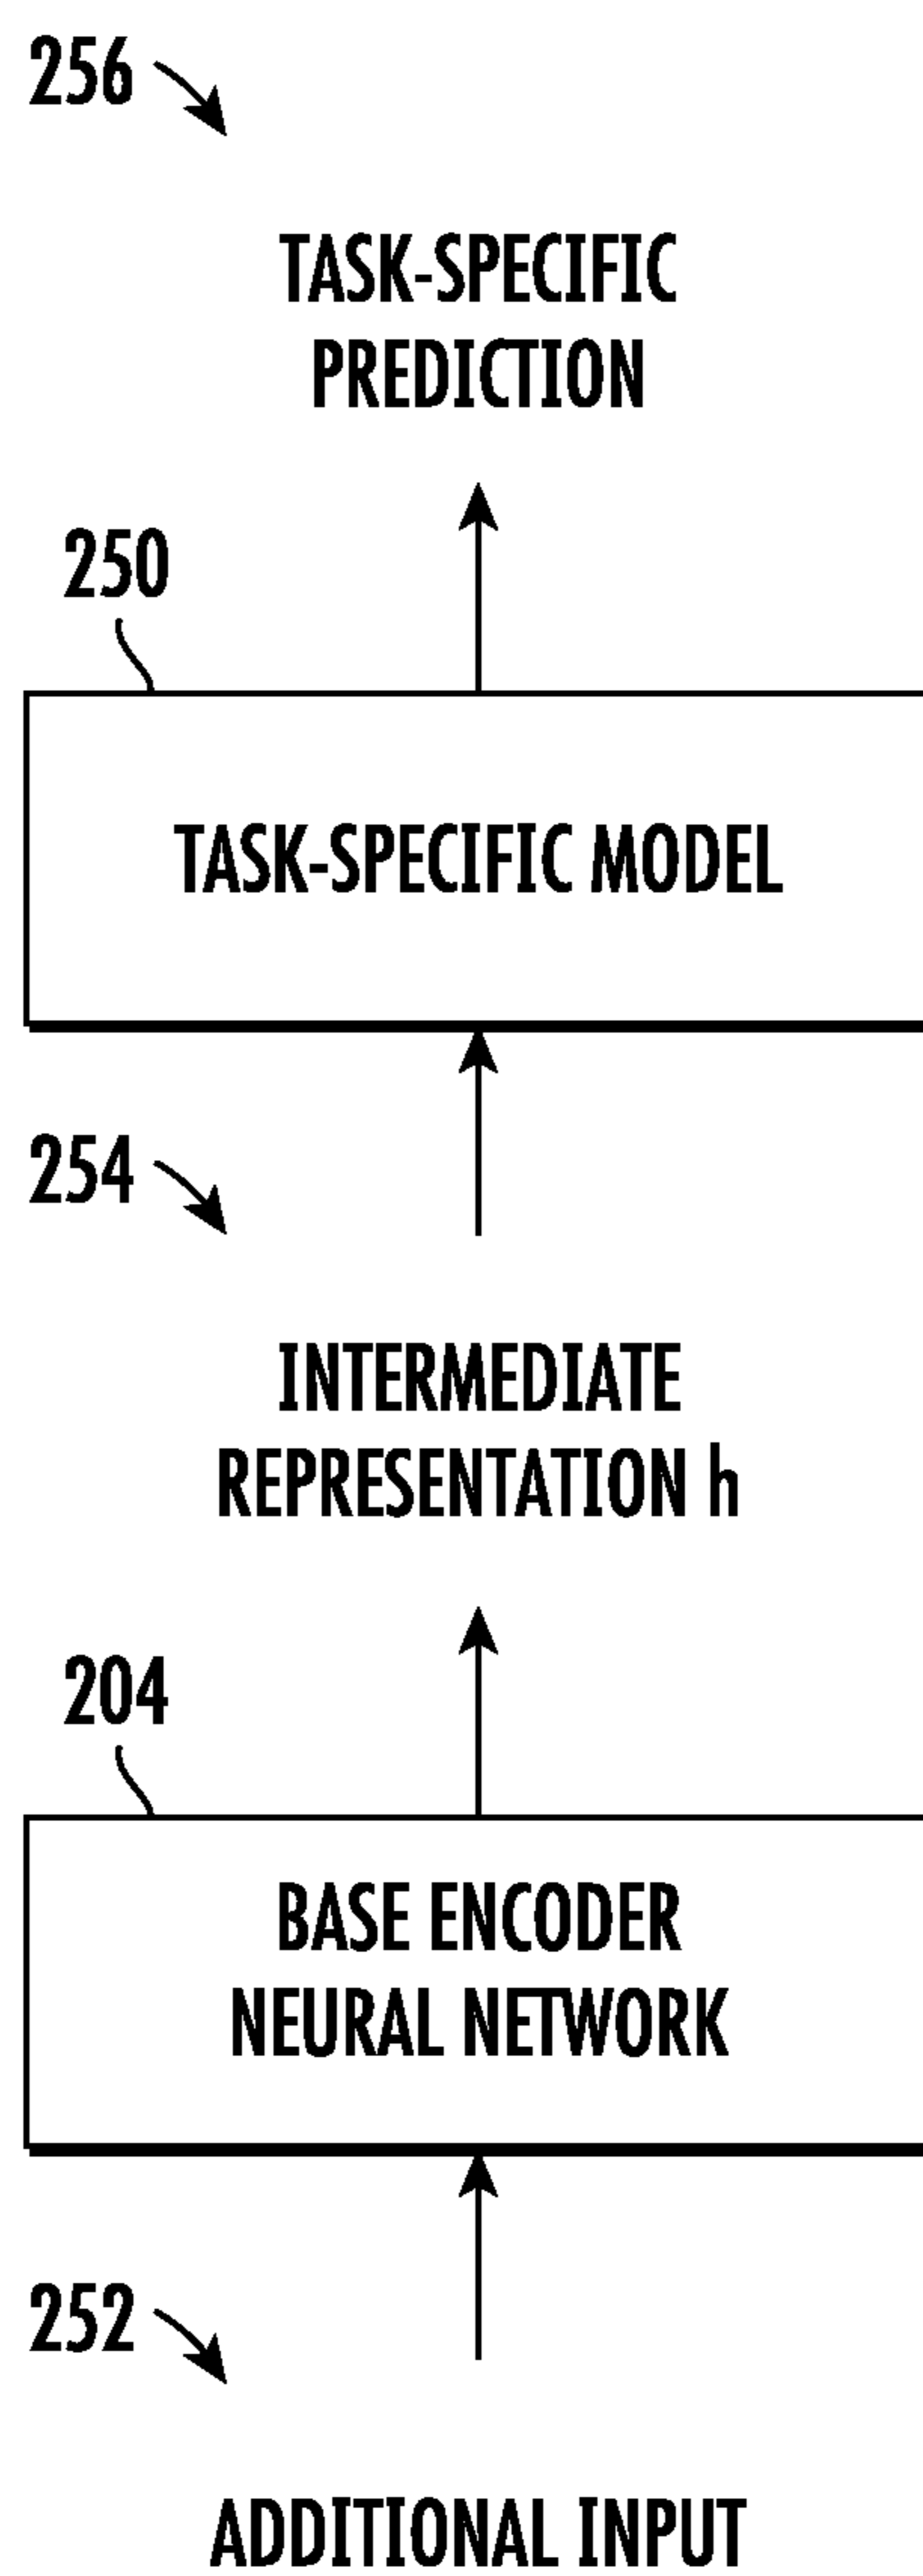 256
TASK-SPECIFIC
PREDICTION
250
TASK-SPECIFIC MODEL
254
INTERMEDIATE
REPRESENTATION h
204
BASE ENCODER
NEURAL NETWORK
252
ADDITIONAL INPUT